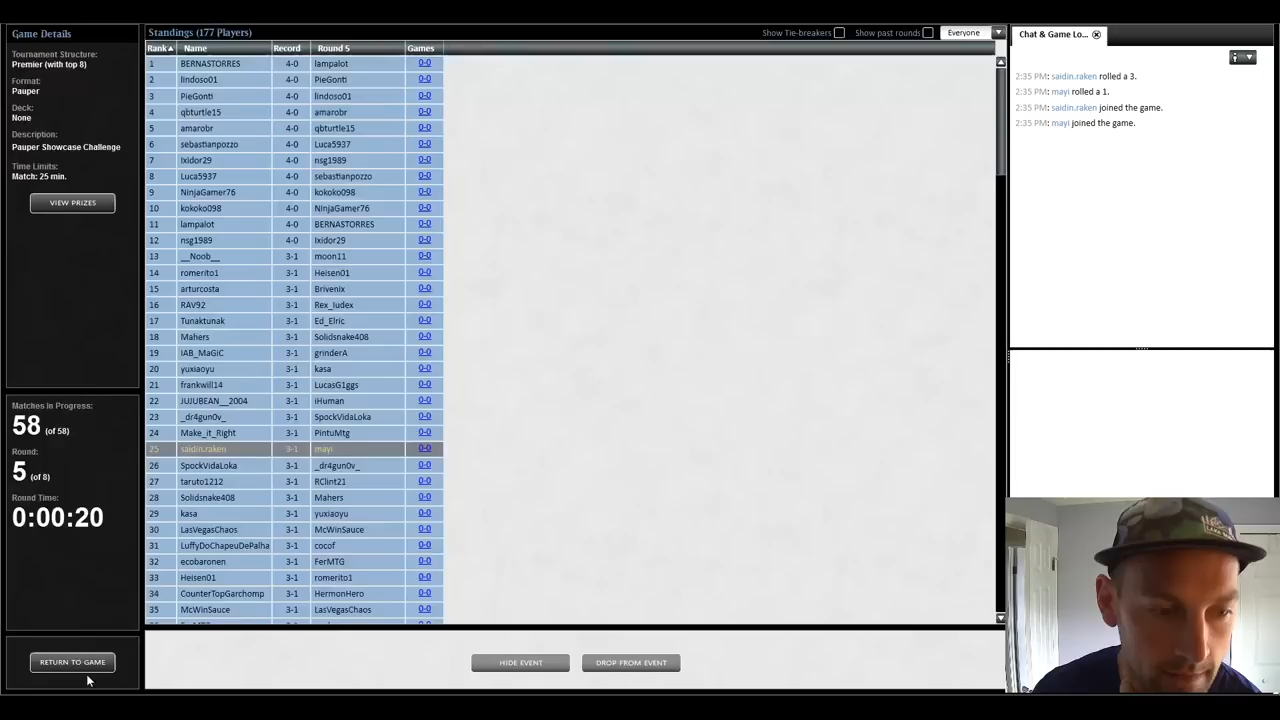 Game Details
Tournament Structure:
Premier (with top 8)
Format:
Pauper
Deck:
None
Description:
Pauper Showcase Challenge
Time Limits:
Match: 25 min.
VIEW PRIZES
Matches in Progress:
58 (of 58)
Round:
5 (of 8)
Round Time:
0:00:20
RETURN TO GAME
Standings (177 Players)
Show Tie-breakers
Show past rounds
Everyone
Rank Name Record Round 5 Games
1 BERNASTORRES 4-0 lampalot 0-0
2 lindoso01 4-0 PieGonti 0-0
3 PieGonti 4-0 lindoso01 0-0
4 qbturtle15 4-0 amarobr 0-0
5 amarobr 4-0 qbturtle15 0-0
6 sebastianpozzo 4-0 Luca5937 0-0
7 Ixidor29 4-0 nsg1989 0-0
8 Luca5937 4-0 sebastianpozzo 0-0
9 NinjaGamer76 4-0 kokoko098 0-0
10 kokoko098 4-0 NinjaGamer76 0-0
11 lampalot 4-0 BERNASTORRES 0-0
12 nsg1989 4-0 Ixidor29 0-0
13 __Noob__ 3-1 moon11 0-0
14 romerito1 3-1 Heisen01 0-0
15 arturcosta 3-1 Brivenix 0-0
16 RAV92 3-1 Rex_Iudex 0-0
17 Tunaktunak 3-1 Ed_Elric 0-0
18 Mahers 3-1 Solidsnake408 0-0
19 IAB_MaGiC 3-1 grinderA 0-0
20 yuxiaoyu 3-1 kasa 0-0
21 frankwill14 3-1 LucasG1ggs 0-0
22 JUJUBEAN__2004 3-1 iHuman 0-0
23 _dr4gun0v_ 3-1 SpockVidaLoka 0-0
24 Make_it_Right 3-1 PintuMtg 0-0
25 saidin.raken 3-1 mayi 0-0
26 SpockVidaLoka 3-1 _dr4gun0v_ 0-0
27 taruto1212 3-1 RClint21 0-0
28 Solidsnake408 3-1 Mahers 0-0
29 kasa 3-1 yuxiaoyu 0-0
30 LasVegasChaos 3-1 McWinSauce 0-0
31 LuffyDoChapeuDePalha 3-1 cocof 0-0
32 ecobaronen 3-1 FerMTG 0-0
33 Heisen01 3-1 romerito1 0-0
34 CounterTopGarchomp 3-1 HermonHero 0-0
35 McWinSauce 3-1 LasVegasChaos 0-0
HIDE EVENT
DROP FROM EVENT
Chat & Game Lo...
2:35 PM: saidin.raken rolled a 3.
2:35 PM: mayi rolled a 1.
2:35 PM: saidin.raken joined the game.
2:35 PM: mayi joined the game.